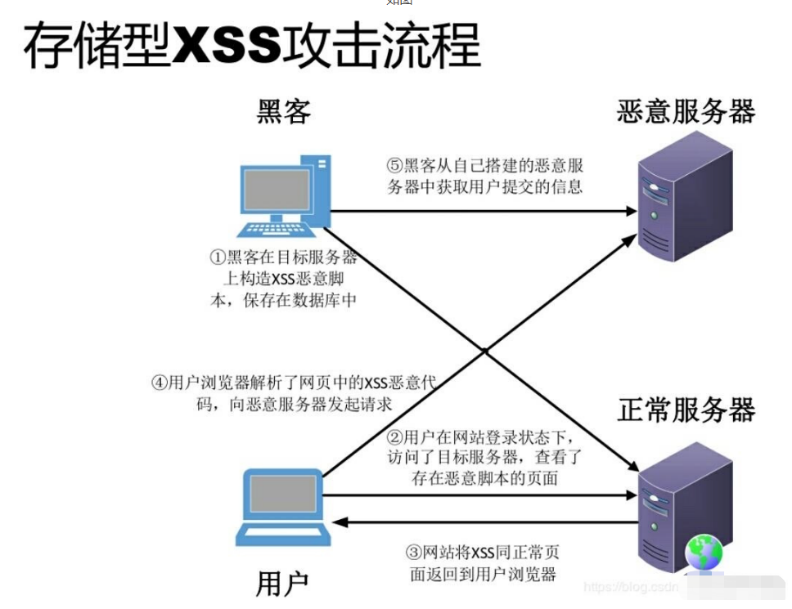 如图
存储型XSS攻击流程
黑客
恶意服务器
⑤黑客从自己搭建的恶意服
务器中获取用户提交的信息
①黑客在目标服务器
上构造XSS恶意脚
本，保存在数据库中
④用户浏览器解析了网页中的XSS恶意代
码，向恶意服务器发起请求
正常服务器
②用户在网站登录状态下，
访问了目标服务器，查看了
存在恶意脚本的页面
③网站将XSS同正常页
面返回到用户浏览器
用户
https://blog.csdn